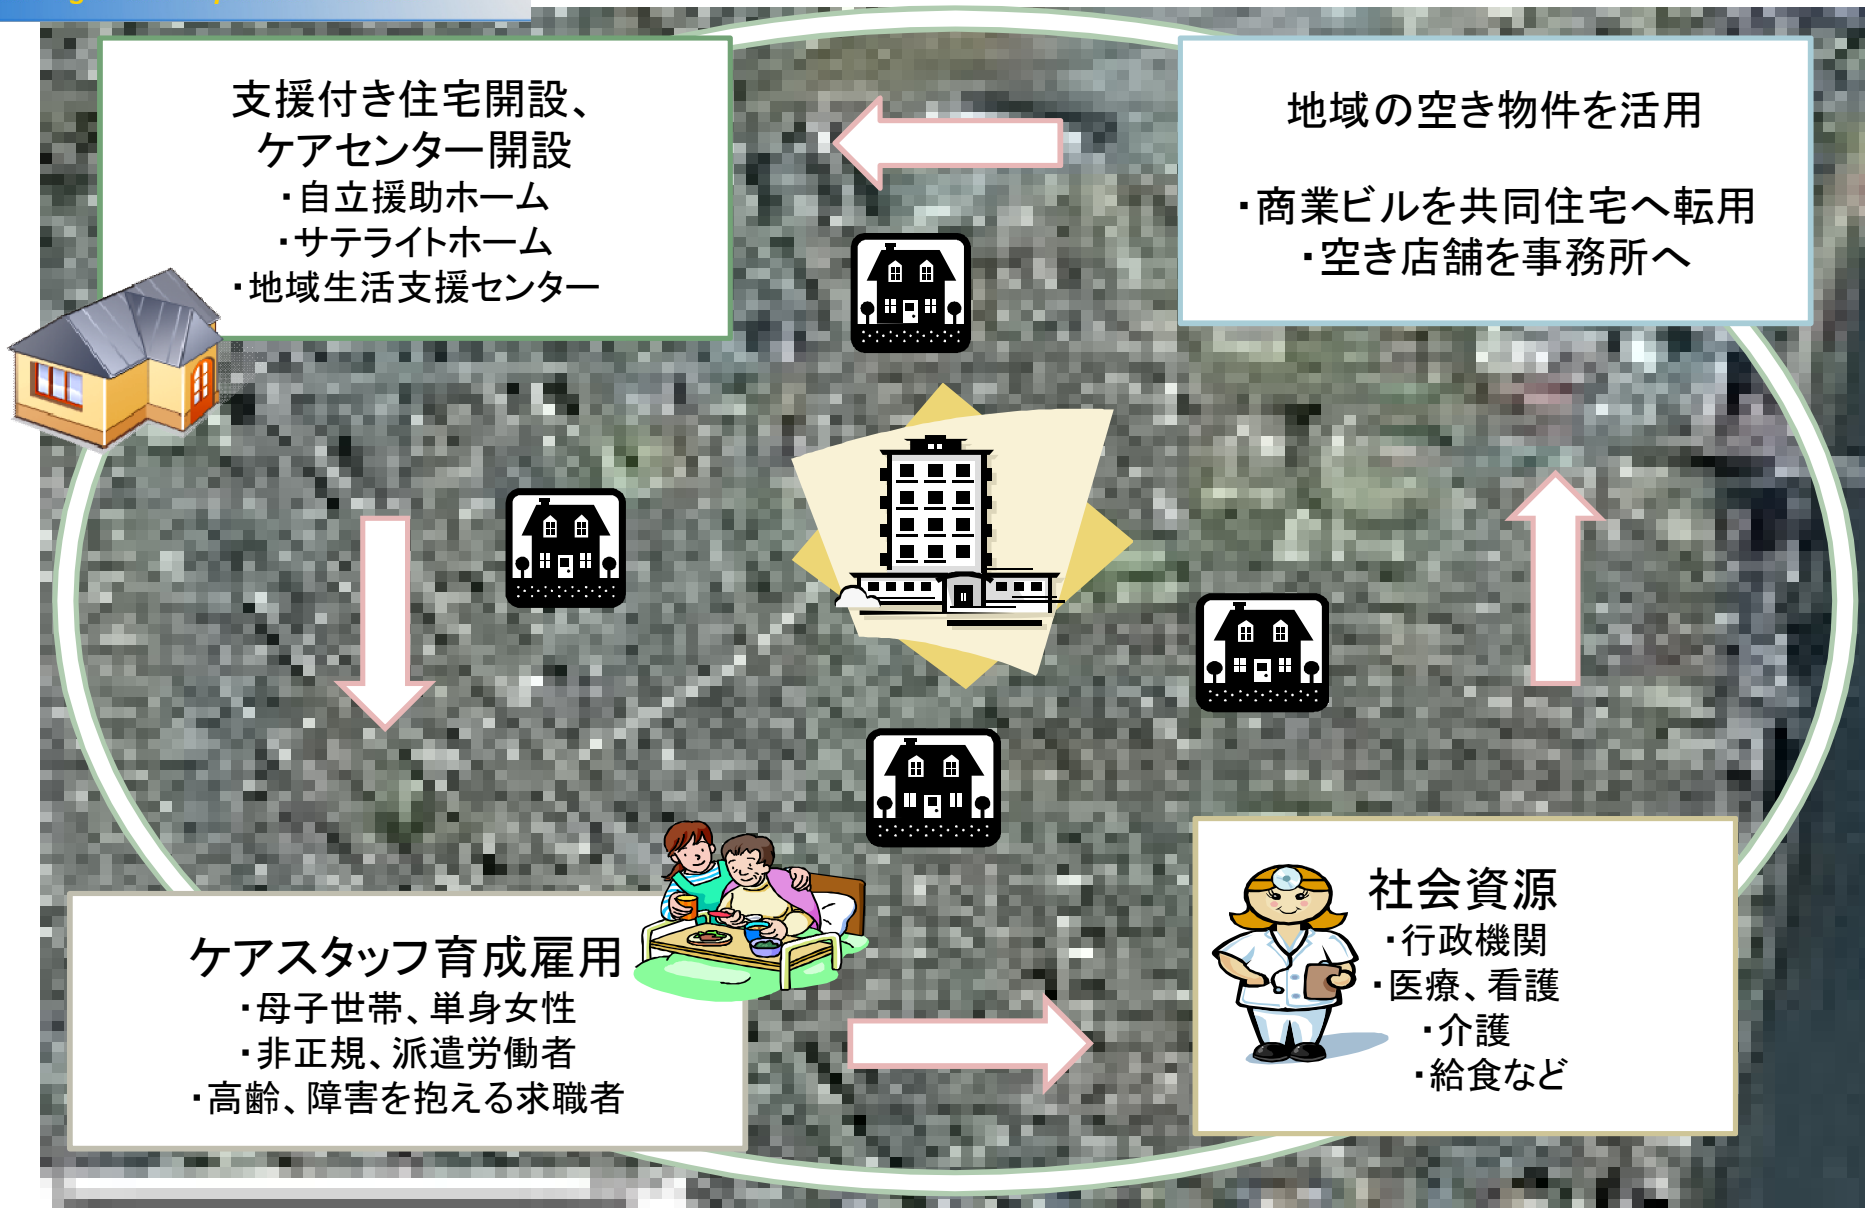 支援付き住宅開設、
ケアセンター開設
・自立援助ホーム
・サテライトホーム
・地域生活支援センター
地域の空き物件を活用
・商業ビルを共同住宅へ転用
・空き店舗を事務所へ
ケアスタッフ育成雇用
・母子世帯、単身女性
・非正規、派遣労働者
・高齢、障害を抱える求職者
社会資源
・行政機関
・医療、看護
・介護
・給食など